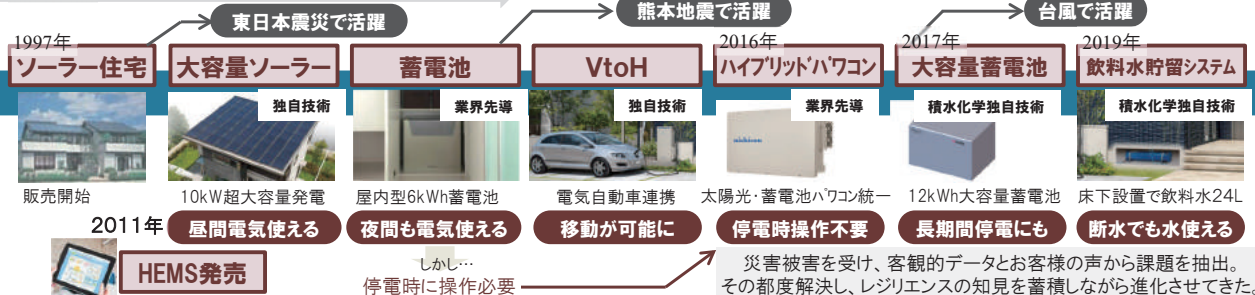 東日本震災で活躍
熊本地震で活躍
台風で活躍
1997年
ソーラー住宅
大容量ソーラー
蓄電池
VtoH
2016年
ハイブリッドパワコン
2017年
大容量蓄電池
2019年
飲料水貯留システム
独自技術
業界先導
独自技術
業界先導
積水化学独自技術
積水化学独自技術
nichicon
販売開始
10kW超大容量発電
屋内型6kWh蓄電池
電気自動車連携
太陽光・蓄電池パワコン統一
12kWh大容量蓄電池
床下設置で飲料水24L
2011年
昼間電気使える
夜間も電気使える
移動が可能に
停電時操作不要
長期間停電にも
断水でも水使える
HEMS発売
しかし…
停電時に操作必要
災害被害を受け、客観的データとお客様の声から課題を抽出。
その都度解決し、レジリエンスの知見を蓄積しながら進化させてきた。